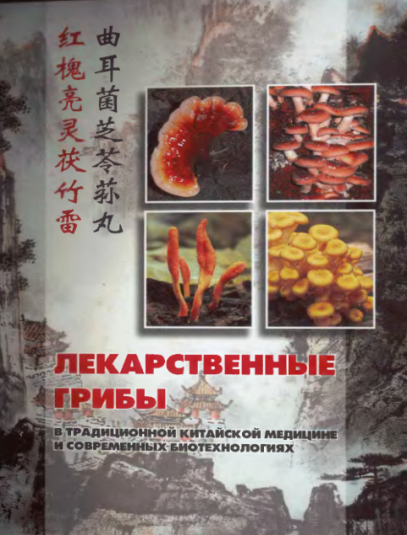 红曲
槐耳
亮菌
灵芝
茯苓
竹荪
雷丸
ЛЕКАРСТВЕННЫЕ
ГРИБЫ
В ТРАДИЦИОННОЙ КИТАЙСКОЙ МЕДИЦИНЕ
И СОВРЕМЕННЫХ БИОТЕХНОЛОГИЯХ